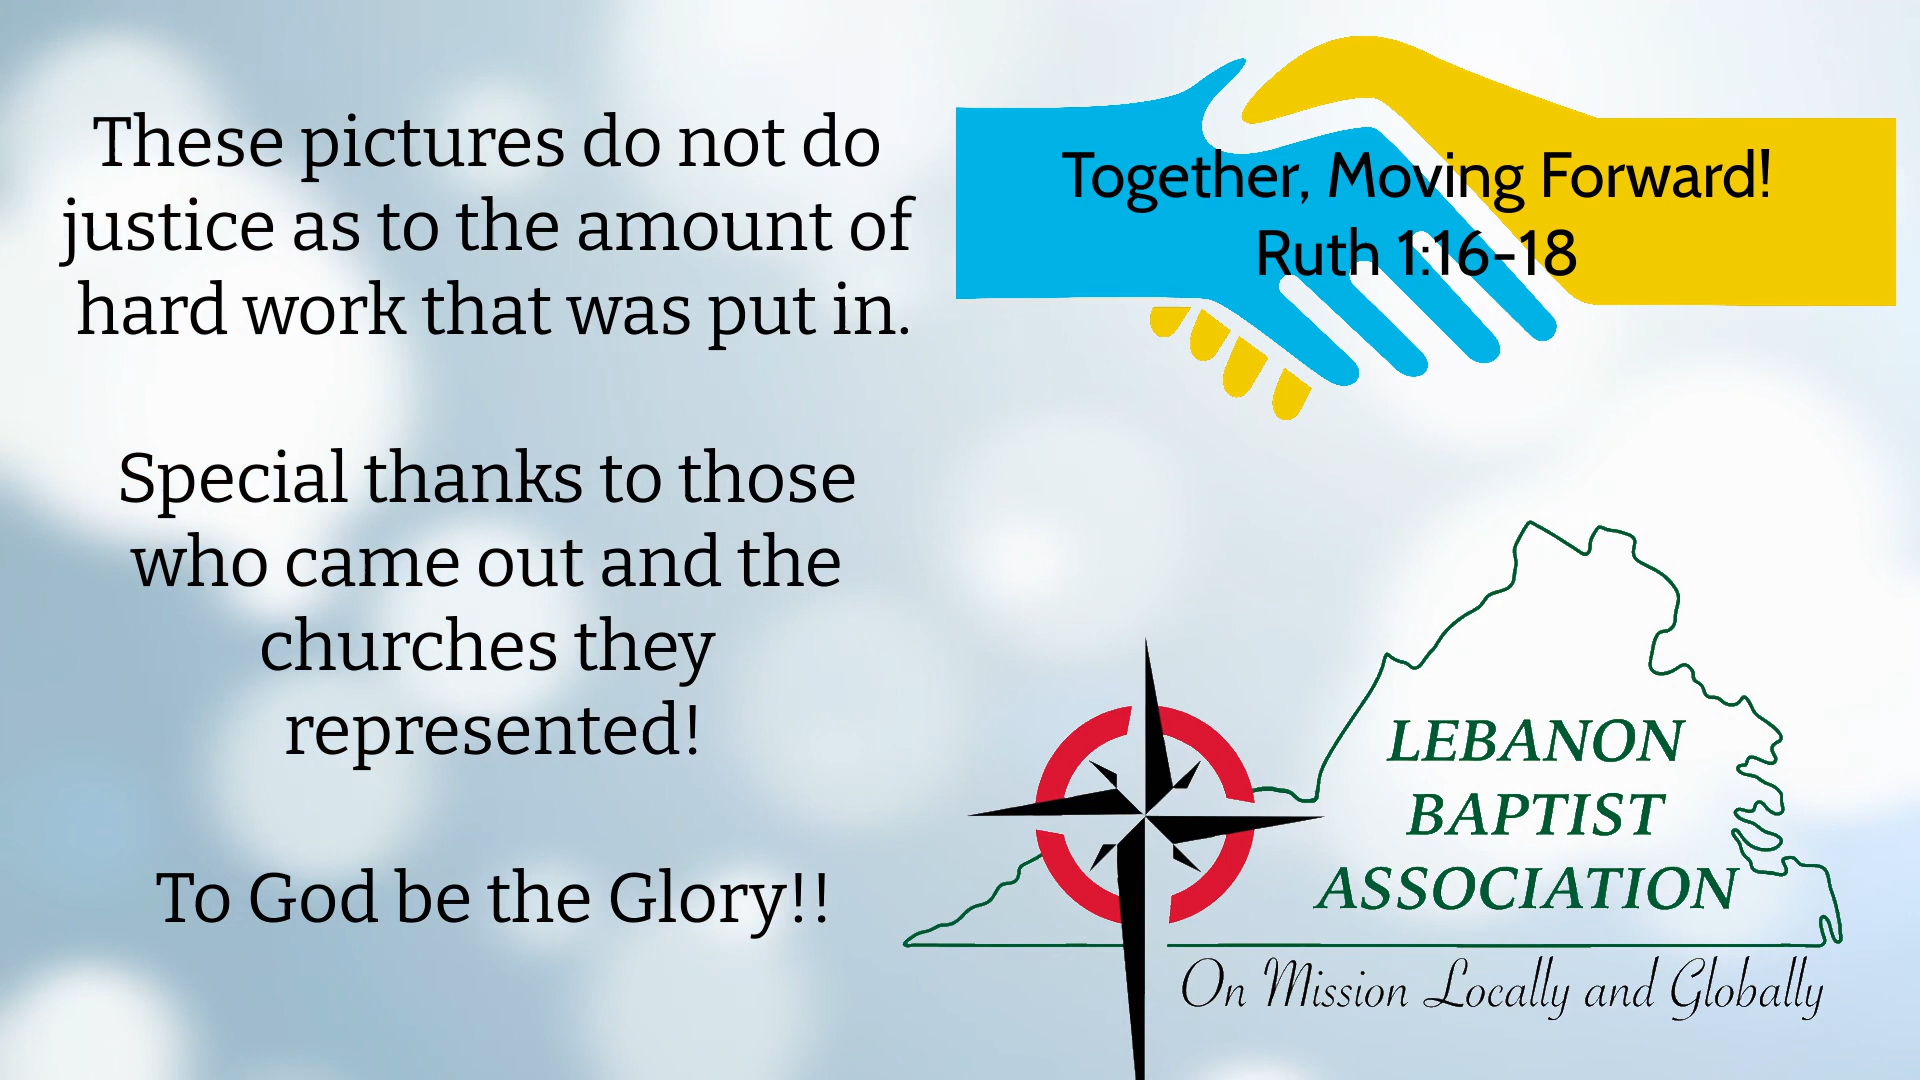 These pictures do not do
justice as to the amount of
hard work that was put in.
Special thanks to those
who came out and the
churches they
represented!
To God be the Glory!!
Together, Moving Forward!
Ruth 1:16-18
LEBANON
BAPTIST
ASSOCIATION
On Mission Locally and Globally